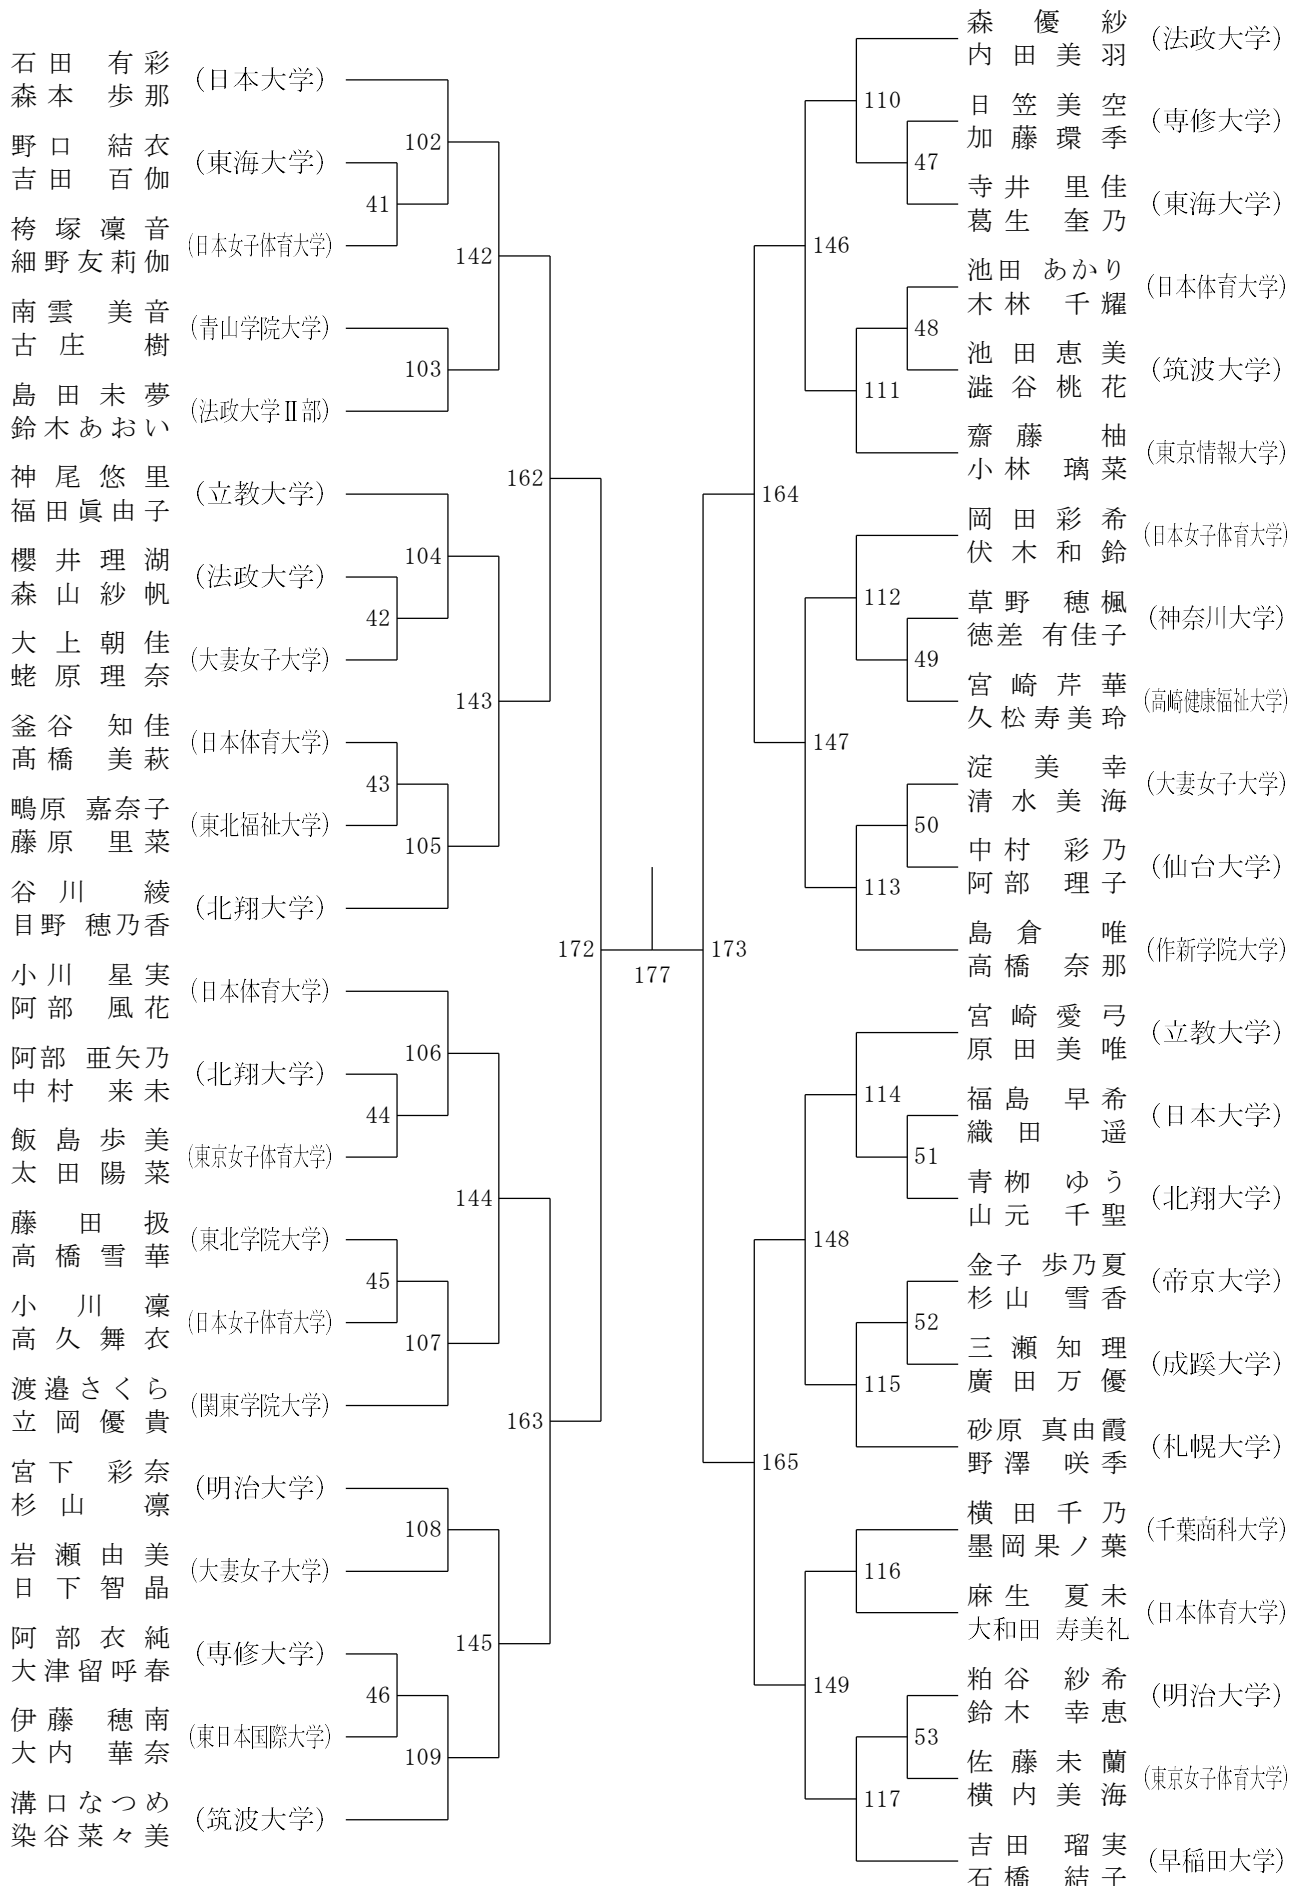 石田 有彩
森本 歩那
(日本大学)
野口 結衣
吉田 百伽
(東海大学)
袴塚凜音
細野友莉伽
(日本女子体育大学)
南雲 美音
古庄 樹
(青山学院大学)
島田未夢
鈴木あおい
(法政大学Ⅱ部)
神尾悠里
福田眞由子
(立教大学)
櫻井理湖
森山紗帆
(法政大学)
大上朝佳
蛯原理奈
(大妻女子大学)
釜谷 知佳
髙橋 美萩
(日本体育大学)
鴫原 嘉奈子
藤原 里菜
(東北福祉大学)
谷川 綾
目野 穂乃香
(北翔大学)
小川 星実
阿部 風花
(日本体育大学)
阿部 亜矢乃
中村 来未
(北翔大学)
飯島歩美
太田陽菜
(東京女子体育大学)
藤田扱
高橋雪華
(東北学院大学)
小川凜
高久舞衣
(日本女子体育大学)
渡邉さくら
立岡優貴
(関東学院大学)
宮下 彩奈
杉山 凛
(明治大学)
岩瀬由美
日下智晶
(大妻女子大学)
阿部衣純
大津留呼春
(専修大学)
伊藤 穂南
大内 華奈
(東日本国際大学)
溝口なつめ
染谷菜々美
(筑波大学)
41
42
43
44
45
46
102
103
104
105
106
107
108
109
142
143
144
145
162
163
172
177
173
164
165
146
147
148
149
110
111
112
113
114
115
116
117
47
48
49
50
51
52
53
森優紗
内田美羽
(法政大学)
日笠美空
加藤環季
(専修大学)
寺井 里佳
葛生 奎乃
(東海大学)
池田 あかり
木林 千耀
(日本体育大学)
池田恵美
澁谷桃花
(筑波大学)
齋藤 柚
小林 璃菜
(東京情報大学)
岡田彩希
伏木和鈴
(日本女子体育大学)
草野 穂楓
徳差 有佳子
(神奈川大学)
宮崎芹華
久松寿美玲
(高崎健康福祉大学)
淀美幸
清水美海
(大妻女子大学)
中村 彩乃
阿部 理子
(仙台大学)
島倉 唯
高橋 奈那
(作新学院大学)
宮崎愛弓
原田美唯
(立教大学)
福島 早希
織田 遥
(日本大学)
青栁 ゆう
山元 千聖
(北翔大学)
金子 歩乃夏
杉山 雪香
(帝京大学)
三瀬知理
廣田万優
(成蹊大学)
砂原 真由霞
野澤 咲季
(札幌大学)
横田千乃
墨岡果ノ葉
(千葉商科大学)
麻生 夏未
大和田 寿美礼
(日本体育大学)
粕谷 紗希
鈴木 幸恵
(明治大学)
佐藤未蘭
横内美海
(東京女子体育大学)
吉田 瑠実
石橋 結子
(早稲田大学)